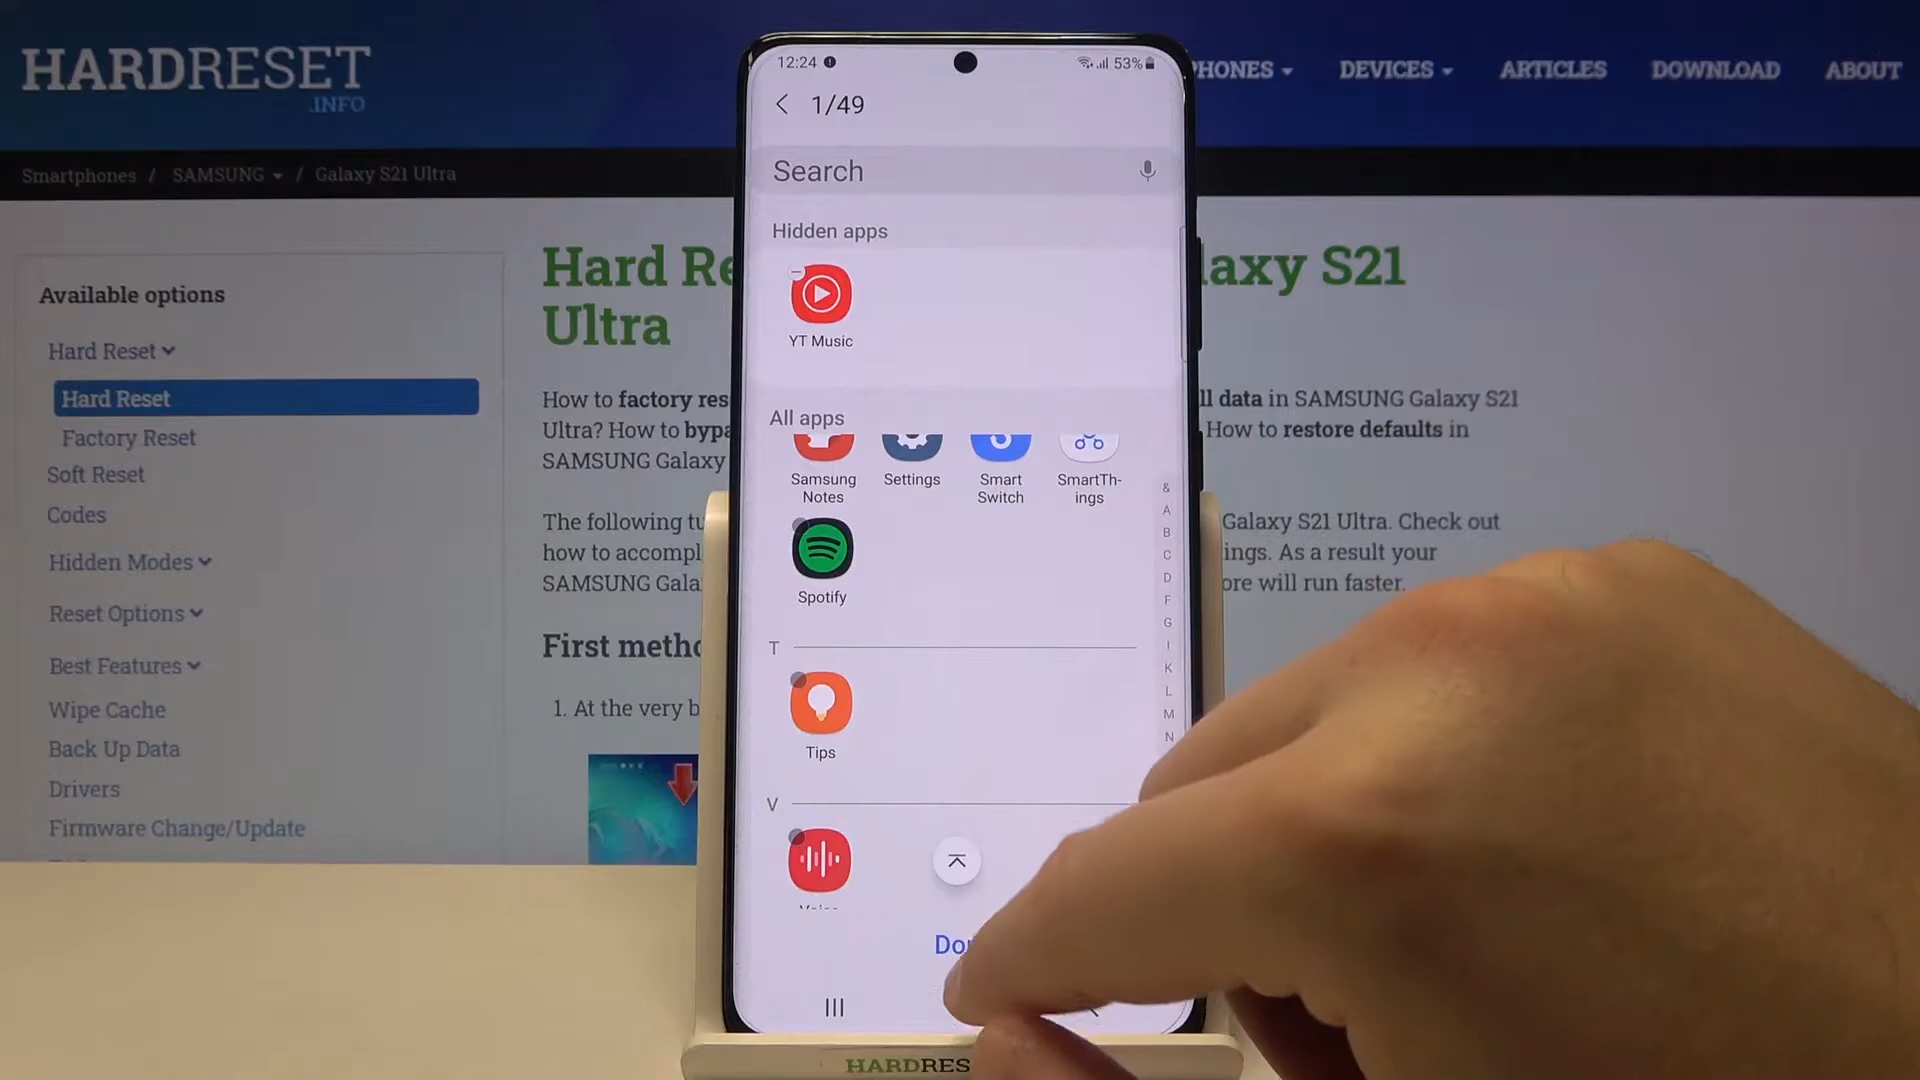 HARDRESET
.INFO
PHONES
DEVICES
ARTICLES
DOWNLOAD
ABOUT
Smartphones / SAMSUNG / Galaxy S21 Ultra
Available options
Hard Reset
Hard Reset
Factory Reset
Soft Reset
Codes
Hidden Modes
Reset Options
Best Features
Wipe Cache
Back Up Data
Drivers
Firmware Change/Update
Hard Re
laxy S21
Ultra
How to factory res
ll data in SAMSUNG Galaxy S21
Ultra? How to bypa
How to restore defaults in
SAMSUNG Galaxy
The following tu
Galaxy S21 Ultra. Check out
how to accompl
ings. As a result your
SAMSUNG Gala
ore will run faster.
First metho
1. At the very b
12:24
53%
1/49
Search
Hidden apps
YT Music
All apps
Samsung
Notes
Settings
Smart
Switch
SmartTh-
ings
Spotify
T
Tips
V
&
A
B
C
D
F
G
I
K
L
M
N
Do
HARDRES